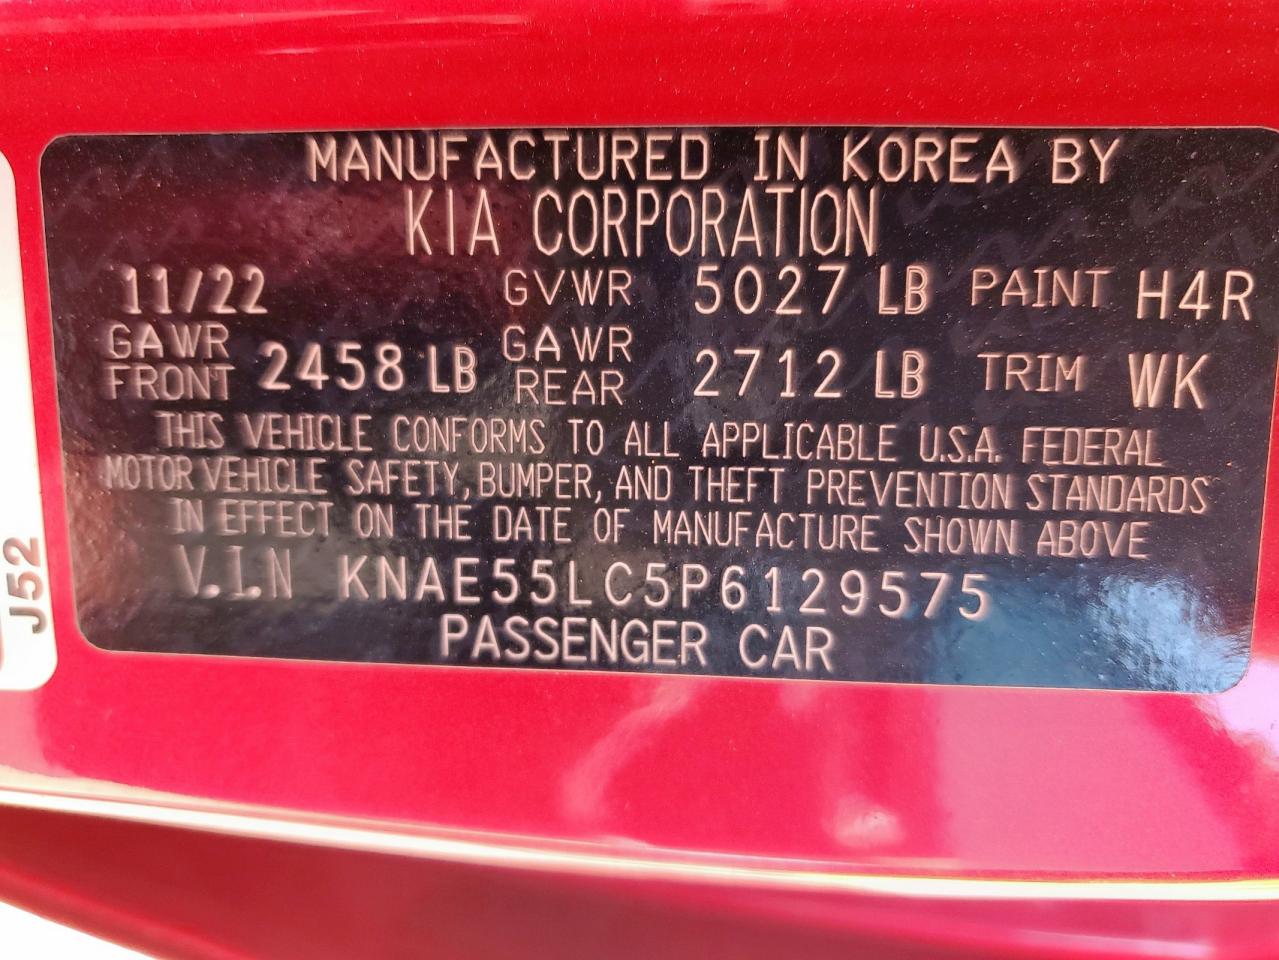 MANUFACTURED IN KOREA BY
KIA CORPORATION
11/22 GVWR 5027 LB PAINT H4R
GAWR FRONT 2458 LB GAWR REAR 2712 LB TRIM WK
THIS VEHICLE CONFORMS TO ALL APPLICABLE U.S.A. FEDERAL
MOTOR VEHICLE SAFETY, BUMPER, AND THEFT PREVENTION STANDARDS
IN EFFECT ON THE DATE OF MANUFACTURE SHOWN ABOVE
V.I.N KNAE55LC5P6129575
PASSENGER CAR
J52